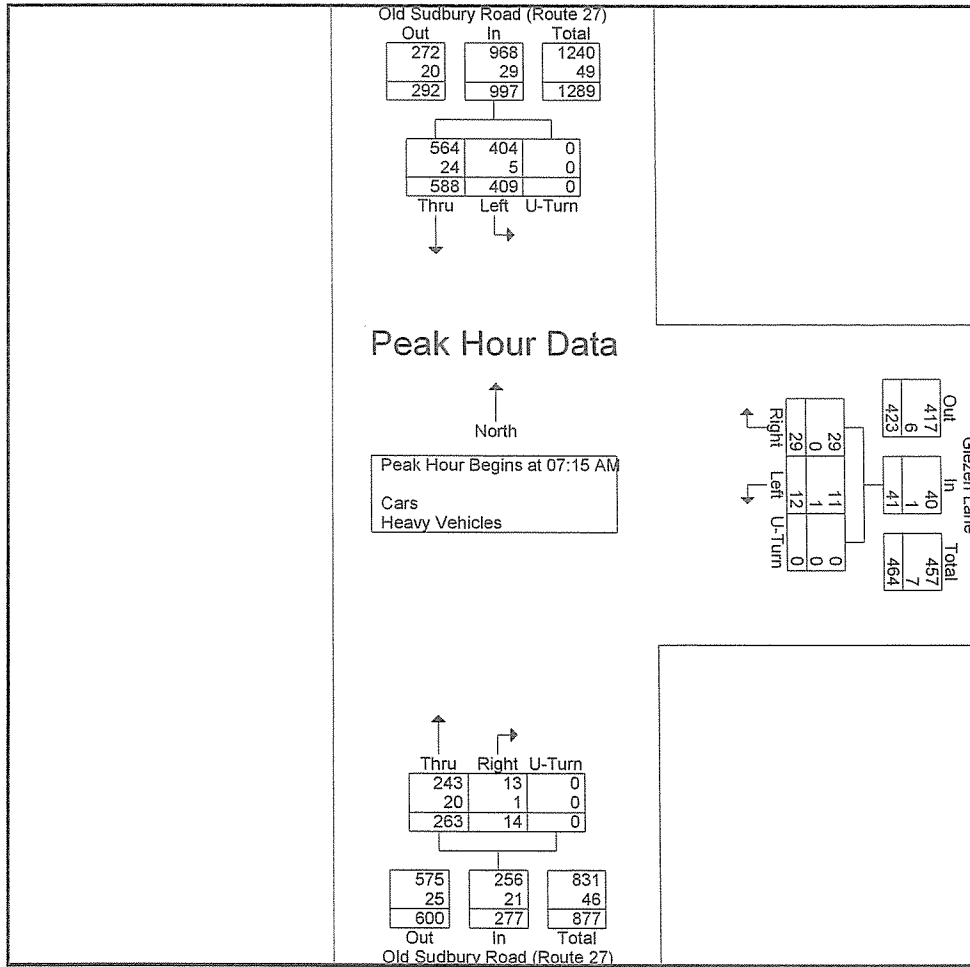 Old Sudbury Road (Route 27)
Out In Total
272 968 1240
20 29 49
292 997 1289
564 404 0
24 5 0
588 409 0
Thru Left U-Turn
Peak Hour Data
North
Peak Hour Begins at 07:15 AM
Cars
Heavy Vehicles
Glezen Lane
Out In Total
417 40 457
6 1 7
423 41 464
29 11 0
0 1 0
29 12 0
Right Left U-Turn
Thru Right U-Turn
243 13 0
20 1 0
263 14 0
575 256 831
25 21 46
600 277 877
Out In Total
Old Sudbury Road (Route 27)